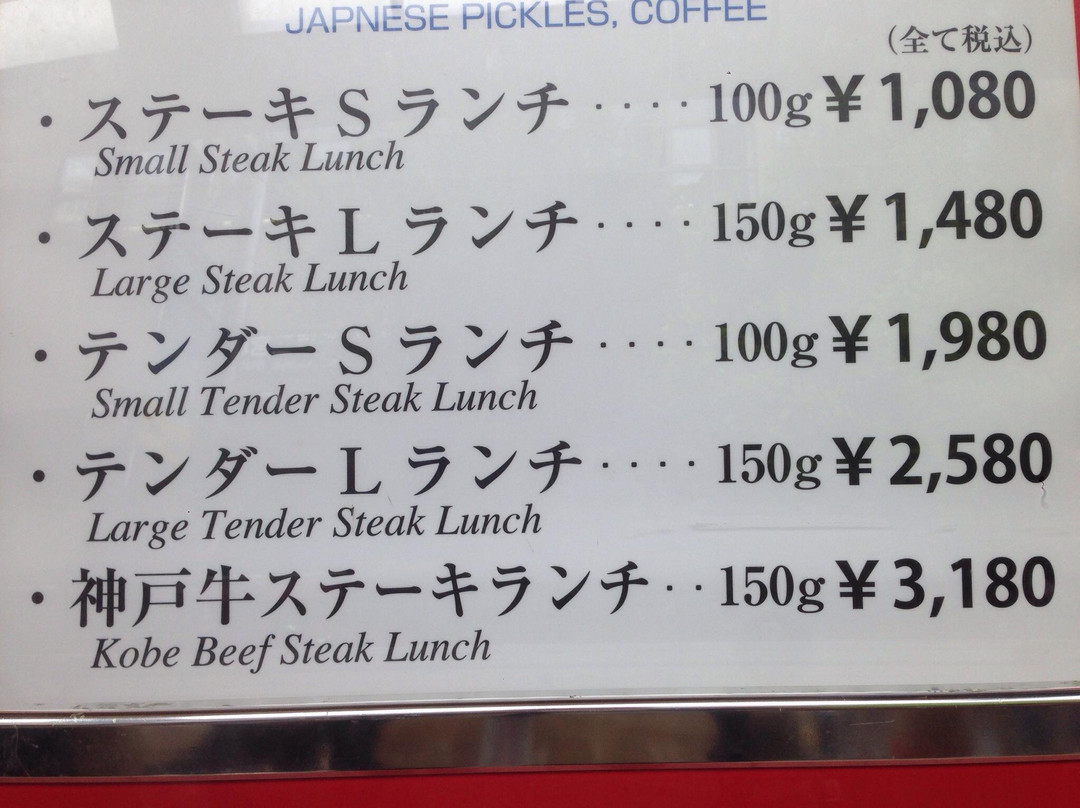 JAPNESE PICKLES, COFFEE
(全て税込)
・ステーキSランチ ････ 100g ¥1,080
Small Steak Lunch
・ステーキLランチ ････ 150g ¥1,480
Large Steak Lunch
・テンダーSランチ ････ 100g ¥1,980
Small Tender Steak Lunch
・テンダーLランチ ････ 150g ¥2,580
Large Tender Steak Lunch
・神戸牛ステーキランチ ･･ 150g ¥3,180
Kobe Beef Steak Lunch